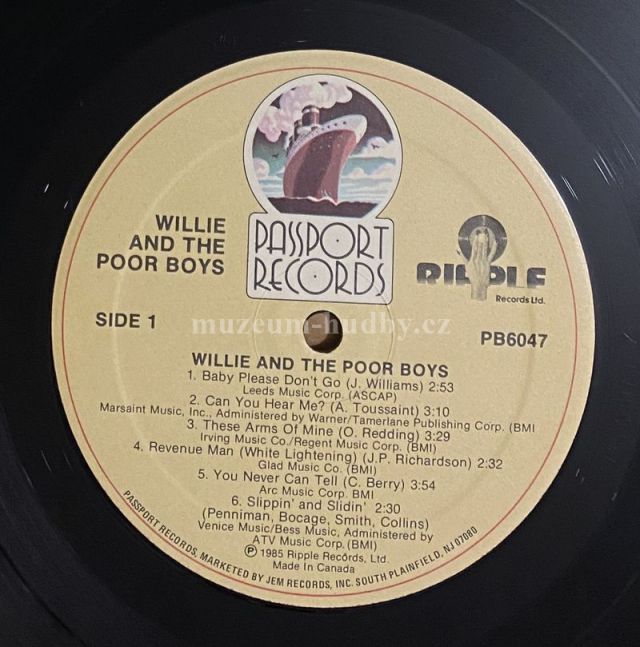 PASSPORT
RECORDS
WILLIE
AND THE
POOR BOYS
RIPPLE
Records Ltd.
SIDE 1
muzeum-hudby.cz
PB6047
WILLIE AND THE POOR BOYS
1. Baby Please Don't Go (J. Williams) 2:53
Leeds Music Corp. (ASCAP)
2. Can You Hear Me? (A. Toussaint) 3:10
Marsaint Music, Inc., Administered by Warner/Tamerlane Publishing Corp. (BMI
3. These Arms Of Mine (O. Redding) 3:29
Irving Music Co./Regent Music Corp. (BMI)
4. Revenue Man (White Lightening) (J.P. Richardson) 2:32
Glad Music Co. (BMI)
5. You Never Can Tell (C. Berry) 3:54
Arc Music Corp. BMI
6. Slippin' and Slidin' 2:30
(Penniman, Bocage, Smith, Collins)
Venice Music/Bess Music, Administered by
ATV Music Corp. (BMI)
℗ 1985 Ripple Records, Ltd.
Made In Canada
PASSPORT RECORDS, MARKETED BY JEM RECORDS, INC. SOUTH PLAINFIELD, NJ 07080